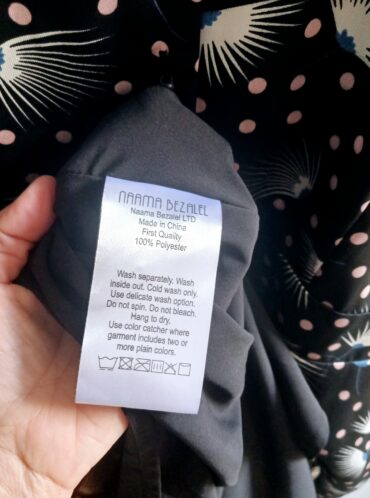 NAAMA BEZALEL
Naama Bezalel LTD
Made in China
First Quality
100% Polyester
Wash separately. Wash
inside out. Cold wash only.
Use delicate wash option.
Do not spin. Do not bleach.
Hang to dry.
Use color catcher where
garment includes two or
more plain colors.